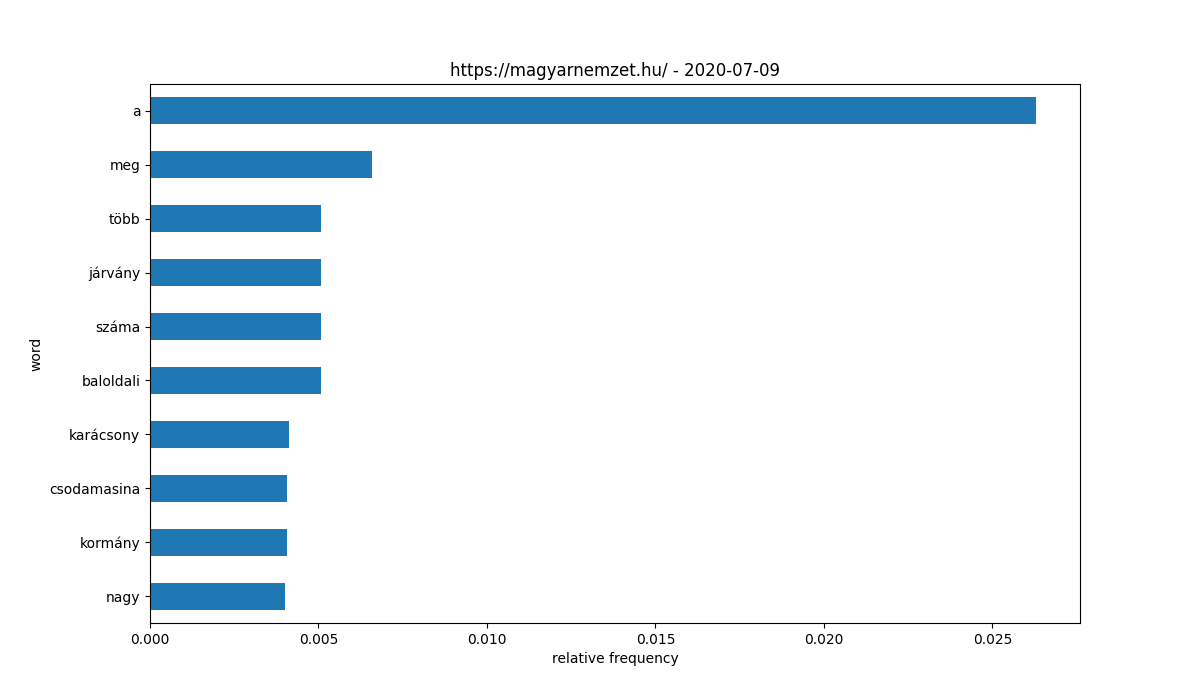 https://magyarnemzet.hu/ - 2020-07-09
a
meg
több
járvány
száma
baloldali
karácsony
csodamasina
kormány
nagy
word
0.000 0.005 0.010 0.015 0.020 0.025
relative frequency